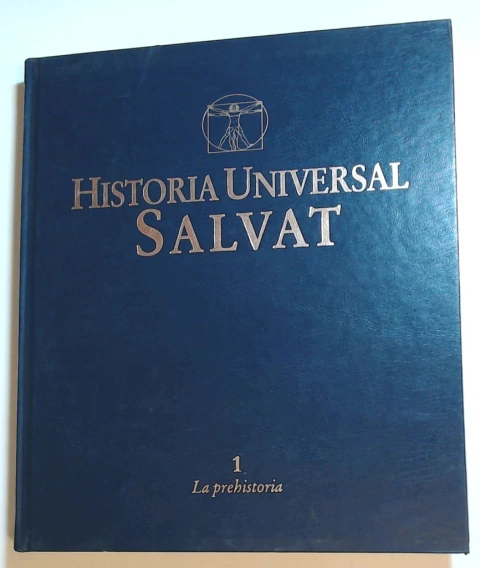 HISTORIA UNIVERSAL
SALVAT
1
La prehistoria